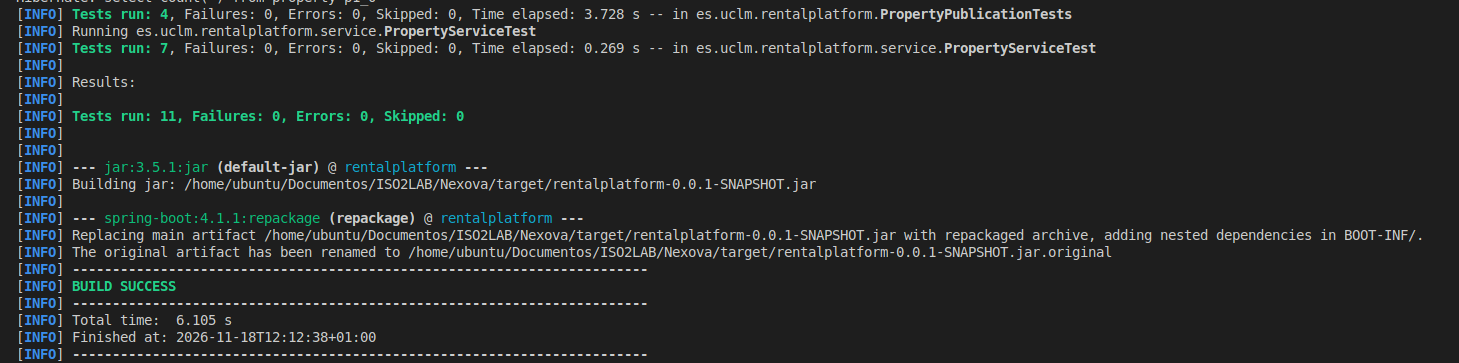 Hibernate: select count(*) from property p1_0
[INFO] Tests run: 4, Failures: 0, Errors: 0, Skipped: 0, Time elapsed: 3.728 s -- in es.uclm.rentalplatform.PropertyPublicationTests
[INFO] Running es.uclm.rentalplatform.service.PropertyServiceTest
[INFO] Tests run: 7, Failures: 0, Errors: 0, Skipped: 0, Time elapsed: 0.269 s -- in es.uclm.rentalplatform.service.PropertyServiceTest
[INFO]
[INFO] Results:
[INFO]
[INFO] Tests run: 11, Failures: 0, Errors: 0, Skipped: 0
[INFO]
[INFO]
[INFO] --- jar:3.5.1:jar (default-jar) @ rentalplatform ---
[INFO] Building jar: /home/ubuntu/Documentos/ISO2LAB/Nexova/target/rentalplatform-0.0.1-SNAPSHOT.jar
[INFO]
[INFO] --- spring-boot:4.1.1:repackage (repackage) @ rentalplatform ---
[INFO] Replacing main artifact /home/ubuntu/Documentos/ISO2LAB/Nexova/target/rentalplatform-0.0.1-SNAPSHOT.jar with repackaged archive, adding nested dependencies in BOOT-INF/.
[INFO] The original artifact has been renamed to /home/ubuntu/Documentos/ISO2LAB/Nexova/target/rentalplatform-0.0.1-SNAPSHOT.jar.original
[INFO] ------------------------------------------------------------------------
[INFO] BUILD SUCCESS
[INFO] ------------------------------------------------------------------------
[INFO] Total time:  6.105 s
[INFO] Finished at: 2026-11-18T12:12:38+01:00
[INFO] ------------------------------------------------------------------------